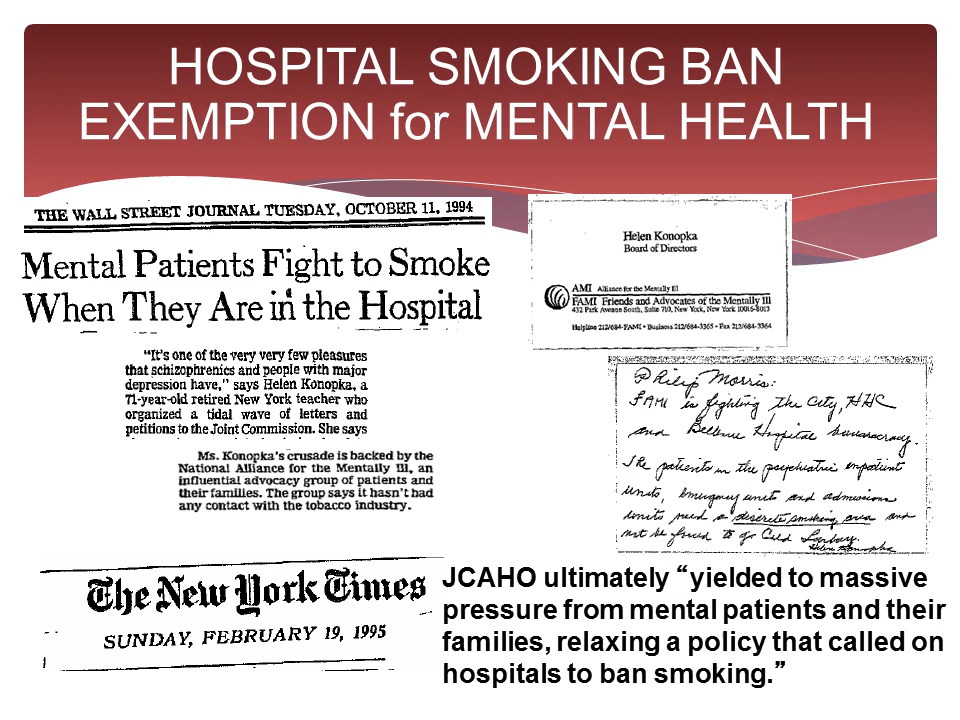 HOSPITAL SMOKING BAN
EXEMPTION for MENTAL HEALTH
THE WALL STREET JOURNAL TUESDAY, OCTOBER 11, 1994
Mental Patients Fight to Smoke
When They Are in the Hospital
"It's one of the very very few pleasures
that schizophrenics and people with major
depression have," says Helen Konopka, a
71-year-old retired New York teacher who
organized a tidal wave of letters and
petitions to the Joint Commission. She says
Ms. Konopka's crusade is backed by the
National Alliance for the Mentally Ill, an
influential advocacy group of patients and
their families. The group says it hasn't had
any contact with the tobacco industry.
The New York Times
SUNDAY, FEBRUARY 19, 1995
Helen Konopka
Board of Directors
AMI Alliance for the Mentally Ill
FAMI Friends and Advocates of the Mentally Ill
432 Park Avenue South, Suite 710, New York, New York 10016-8013
Helpline 212/684-FAMI • Business 212/684-3365 • Fax 212/684-3364
Philip Morris:
FAMI is fighting the City, HHC
and Bellevue Hospital
The patients in the psychiatric inpatient
units, emergency units and admissions
units need a discrete smoking area and
not be forced to go Cold
Helen Konopka
JCAHO ultimately “yielded to massive
pressure from mental patients and their
families, relaxing a policy that called on
hospitals to ban smoking.”